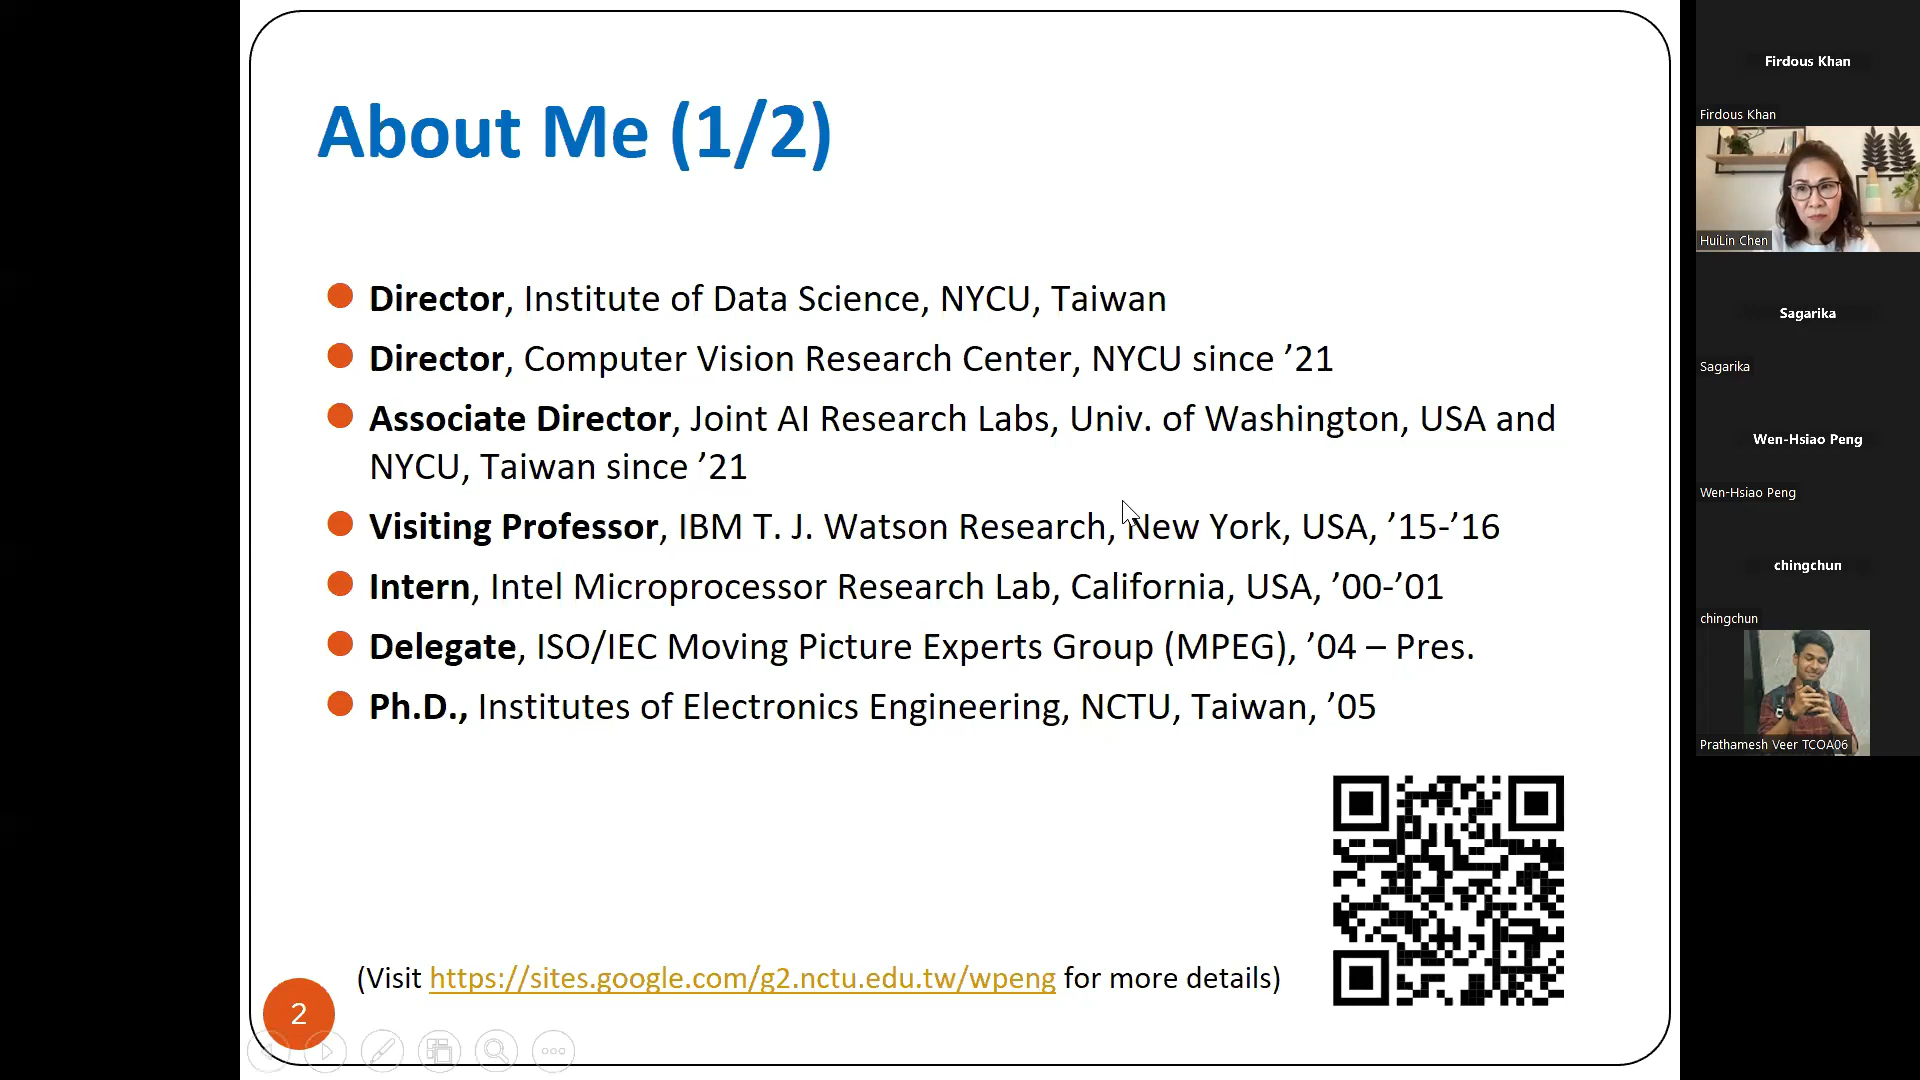 About Me (1/2)
Director, Institute of Data Science, NYCU, Taiwan
Director, Computer Vision Research Center, NYCU since ’21
Associate Director, Joint AI Research Labs, Univ. of Washington, USA and
NYCU, Taiwan since ’21
Visiting Professor, IBM T. J. Watson Research, New York, USA, ’15-’16
Intern, Intel Microprocessor Research Lab, California, USA, ’00-’01
Delegate, ISO/IEC Moving Picture Experts Group (MPEG), ’04 – Pres.
Ph.D., Institutes of Electronics Engineering, NCTU, Taiwan, ’05
(Visit https://sites.google.com/g2.nctu.edu.tw/wpeng for more details)
2
Firdous Khan
Firdous Khan
HuiLin Chen
Sagarika
Sagarika
Wen-Hsiao Peng
Wen-Hsiao Peng
chingchun
chingchun
Prathamesh Veer TCOA06